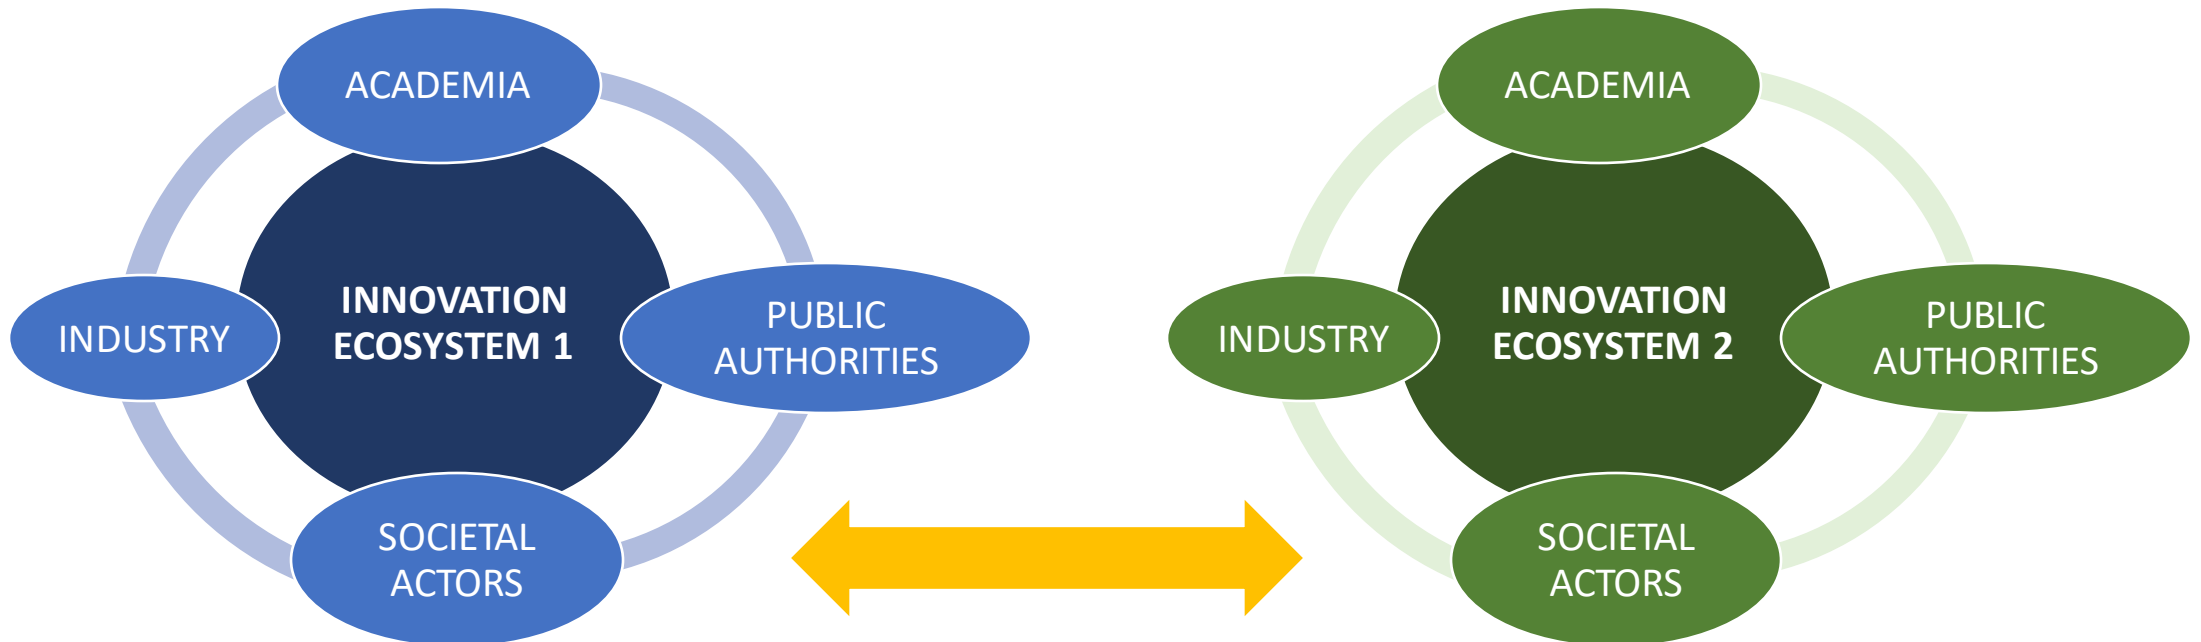 ACADEMIA
INNOVATION
ECOSYSTEM 1
INDUSTRY
PUBLIC
AUTHORITIES
SOCIETAL
ACTORS
ACADEMIA
INNOVATION
ECOSYSTEM 2
INDUSTRY
PUBLIC
AUTHORITIES
SOCIETAL
ACTORS